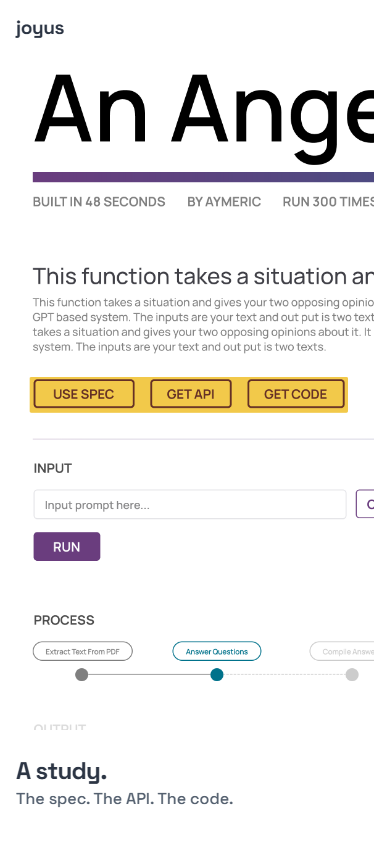 joyus
An Ange
BUILT IN 48 SECONDS BY AYMERIC RUN 300 TIMES
This function takes a situation an
This function takes a situation and gives your two opposing opinio
GPT based system. The inputs are your text and out put is two text
takes a situation and gives your two opposing opinions about it. It
system. The inputs are your text and out put is two texts.
USE SPEC GET API GET CODE
INPUT
Input prompt here...
RUN
PROCESS
Extract Text From PDF Answer Questions Compile Answe
OUTPUT
A study.
The spec. The API. The code.